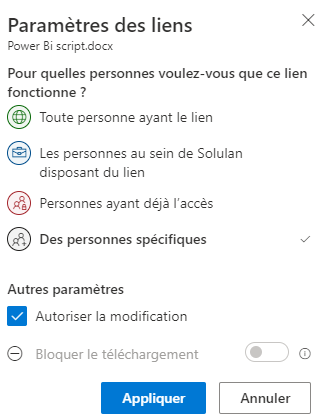 Paramètres des liens
Power Bi script.docx
Pour quelles personnes voulez-vous que ce lien
fonctionne ?
Toute personne ayant le lien
Les personnes au sein de Solulan
disposant du lien
Personnes ayant déjà l'accès
Des personnes spécifiques
Autres paramètres
Autoriser la modification
Bloquer le téléchargement
Appliquer
Annuler